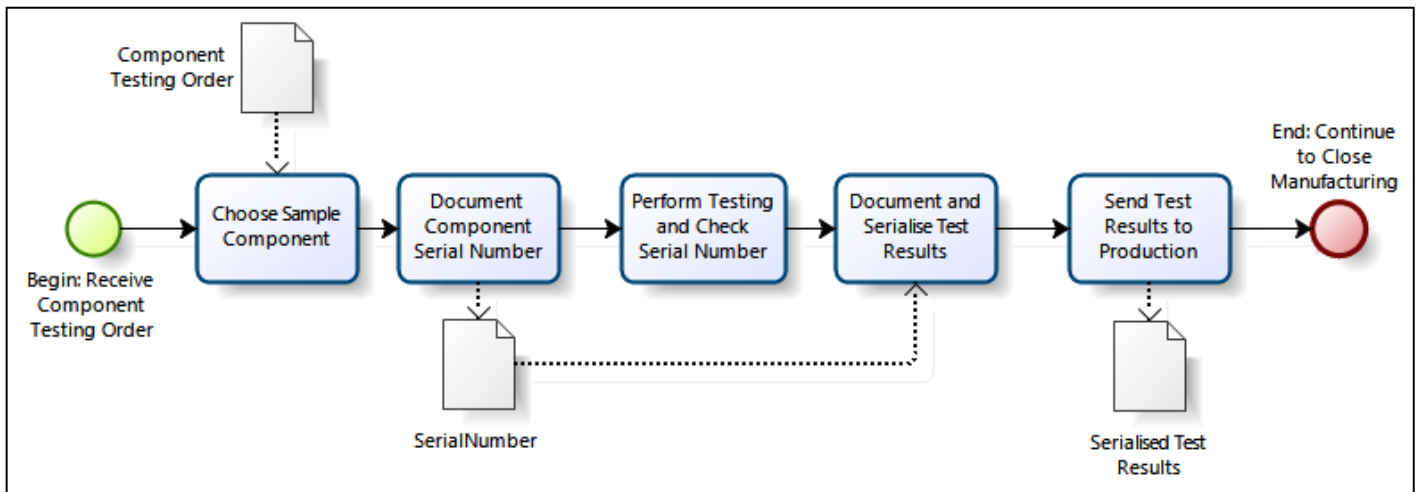 Component
Testing Order
Begin: Receive
Component
Testing Order
Choose Sample
Component
Document
Component
Serial Number
Perform Testing
and Check
Serial Number
Document and
Serialise Test
Results
Send Test
Results to
Production
End: Continue
to Close
Manufacturing
SerialNumber
Serialised Test
Results